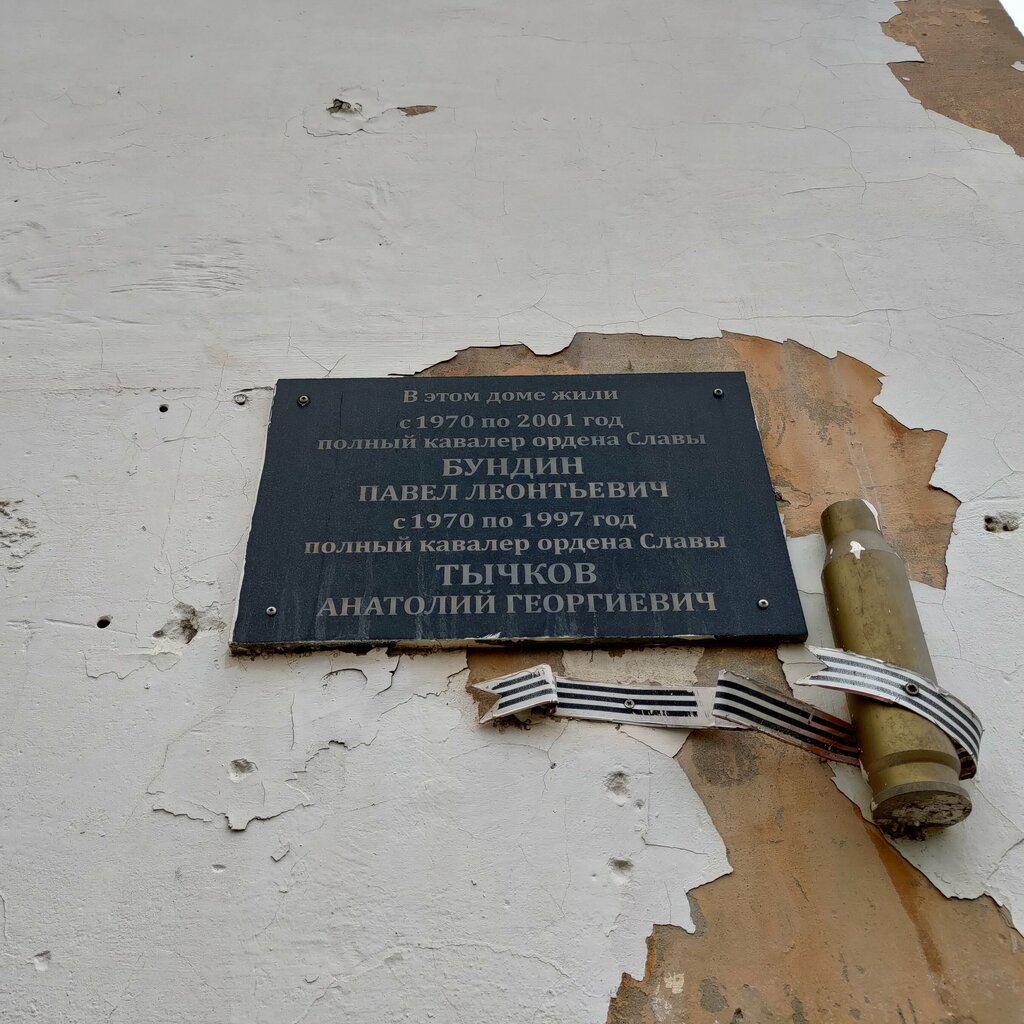 В этом доме жили
с 1970 по 2001 год
полный кавалер ордена Славы
БУНДИН
ПАВЕЛ ЛЕОНТЬЕВИЧ
с 1970 по 1997 год
полный кавалер ордена Славы
ТЫЧКОВ
АНАТОЛИЙ ГЕОРГИЕВИЧ